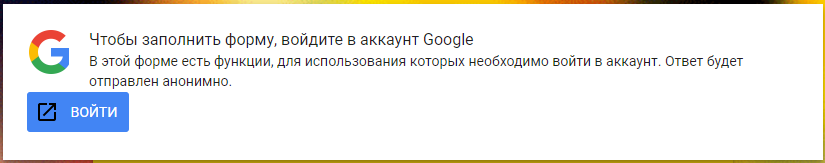 Чтобы заполнить форму, войдите в аккаунт Google
В этой форме есть функции, для использования которых необходимо войти в аккаунт. Ответ будет
отправлен анонимно.
ВОЙТИ